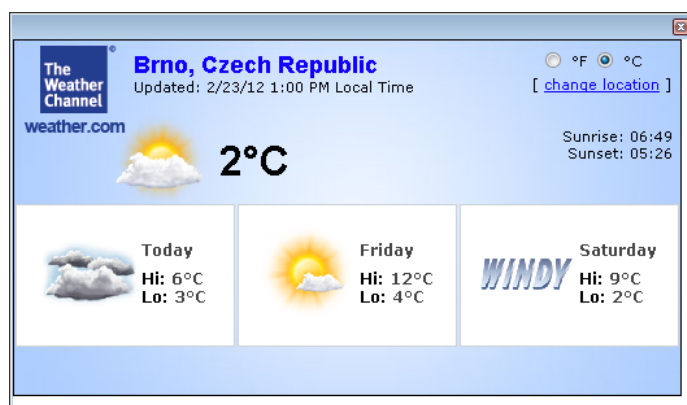 The
Weather
Channel
weather.com
Brno, Czech Republic
Updated: 2/23/12 1:00 PM Local Time
°F °C
[ change location ]
2°C
Sunrise: 06:49
Sunset: 05:26
Today
Hi: 6°C
Lo: 3°C
Friday
Hi: 12°C
Lo: 4°C
WINDY
Saturday
Hi: 9°C
Lo: 2°C